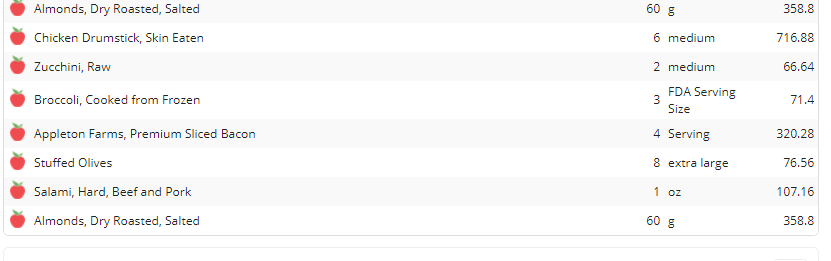 Almonds, Dry Roasted, Salted 60 g 358.8
Chicken Drumstick, Skin Eaten 6 medium 716.88
Zucchini, Raw 2 medium 66.64
Broccoli, Cooked from Frozen 3 FDA Serving Size 71.4
Appleton Farms, Premium Sliced Bacon 4 Serving 320.28
Stuffed Olives 8 extra large 76.56
Salami, Hard, Beef and Pork 1 oz 107.16
Almonds, Dry Roasted, Salted 60 g 358.8